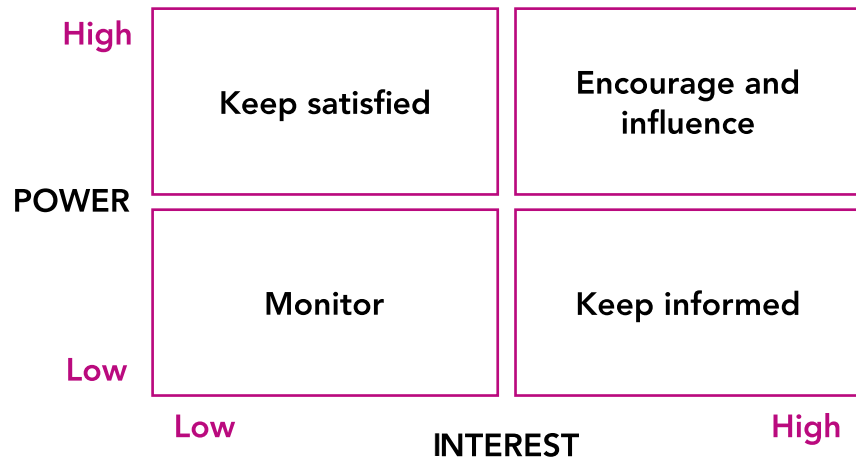 High
Keep satisfied
Encourage and
influence
POWER
Monitor
Keep informed
Low
Low
INTEREST
High